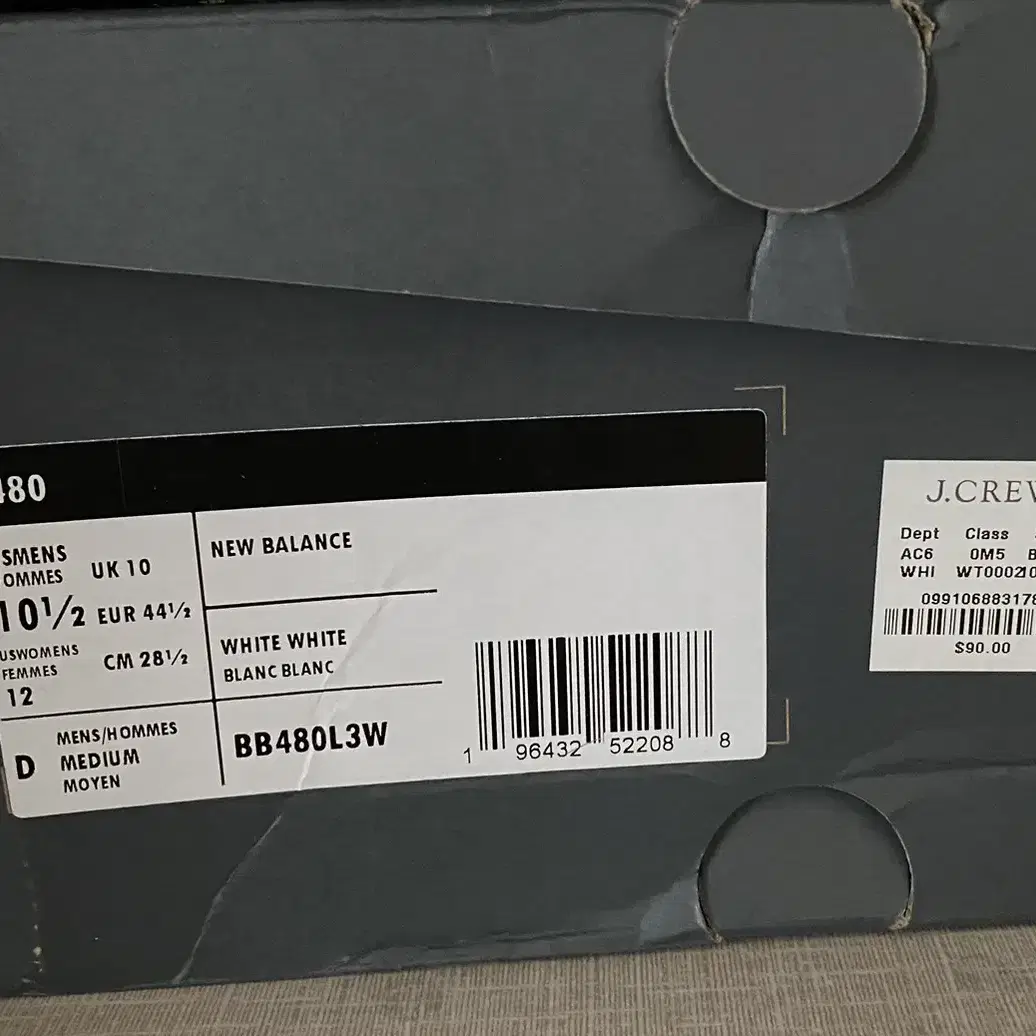 480
SMENS
OMMES
UK 10
10½
EUR 44½
USWOMENS
FEMMES
CM 28½
12
D
MENS/HOMMES
MEDIUM
MOYEN
NEW BALANCE
WHITE WHITE
BLANC BLANC
BB480L3W
1 96432 52208 8
J.CREW
Dept Class
AC6 0M5
WHI WT000210
099106883178
$90.00